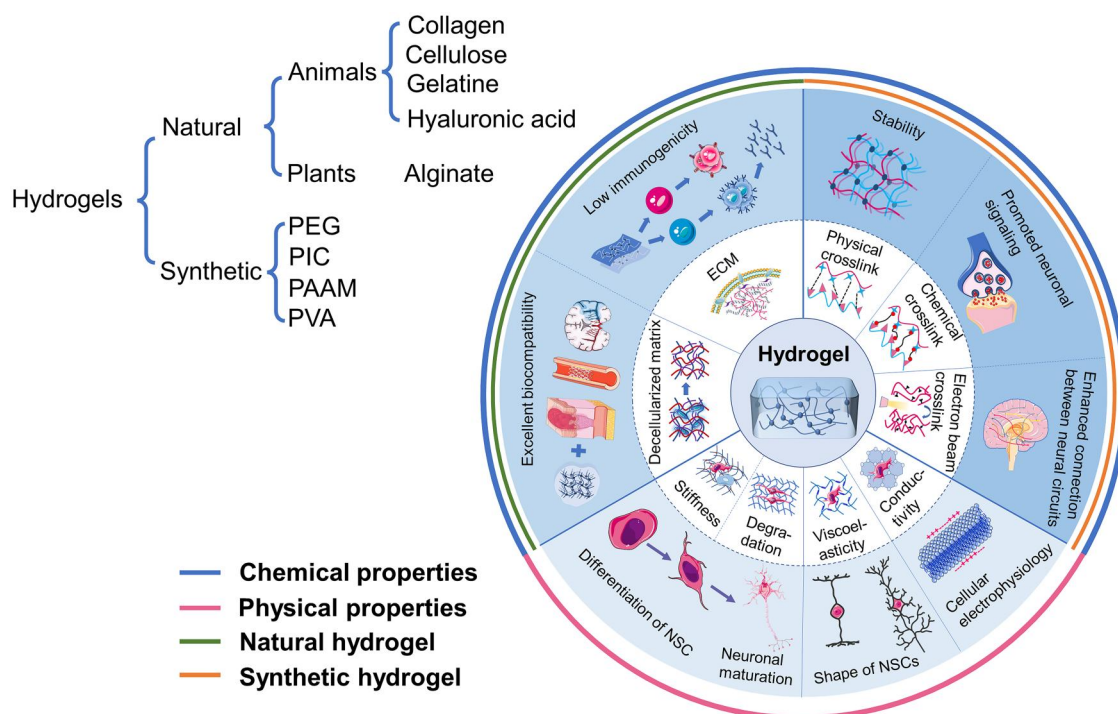 Hydrogels
Natural
Animals
Collagen
Cellulose
Gelatine
Hyaluronic acid
Plants
Alginate
Synthetic
PEG
PIC
PAAM
PVA
Low immunogenicity
Stability
Promoted neuronal
signaling
Enhanced connection
between neural circuits
Cellular
electrophysiology
Shape of NSCs
Neuronal
maturation
Differentiation of NSC
Excellent biocompatibility
ECM
Physical
crosslink
Chemical
crosslink
Electron beam
crosslink
Conduc-
tivity
Viscoel-
asticity
Degra-
dation
Stiffness
Decellularized matrix
Hydrogel
Chemical properties
Physical properties
Natural hydrogel
Synthetic hydrogel